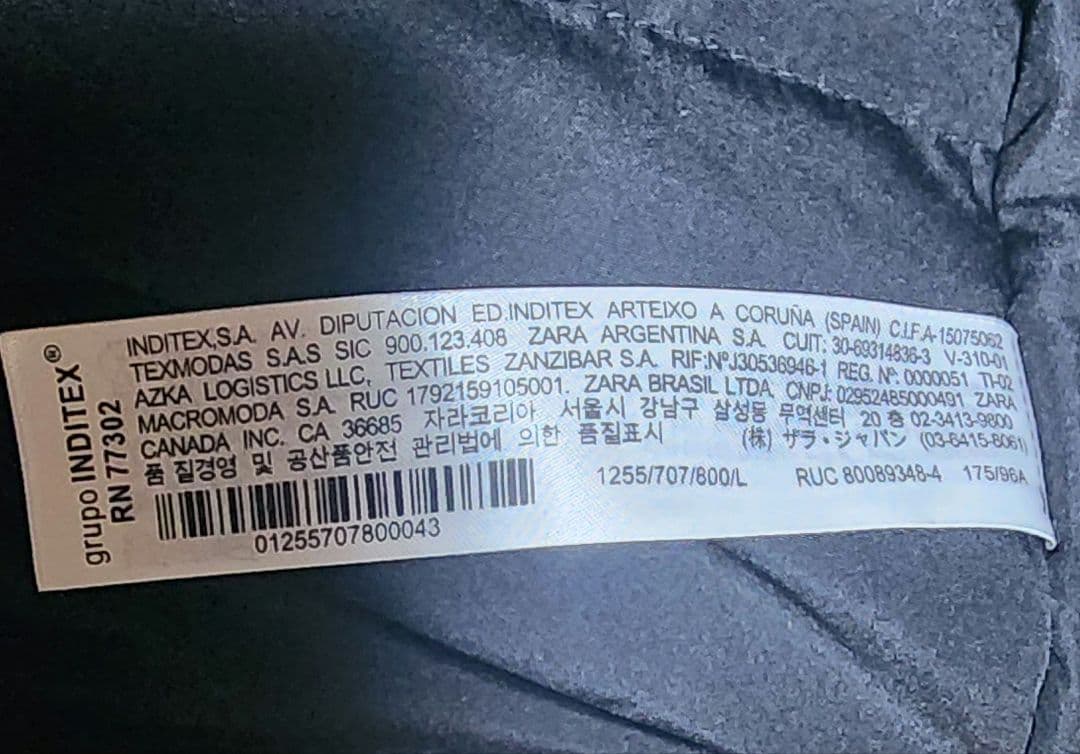 grupo INDITEX®
RN 77302
INDITEX,S.A. AV. DIPUTACION ED.INDITEX ARTEIXO A CORUÑA (SPAIN) C.I.F.A-15075062
TEXMODAS S.A.S SIC 900.123.408 ZARA ARGENTINA S.A. CUIT: 30-69314836-3 V-310-01
AZKA LOGISTICS LLC, TEXTILES ZANZIBAR S.A. RIF:NºJ30536946-1 REG. Nº. 0000051 TI-02
MACROMODA S.A. RUC 1792159105001. ZARA BRASIL LTDA, CNPJ: 02952485000491 ZARA
CANADA INC. CA 36685 자라코리아 서울시 강남구 삼성동 무역센터 20 층 02-3413-9800
품 질경영 및 공산품안전 관리법에 의한 품질표시 (株) ザラ・ジャパン (03-6415-8061)
1255/707/800/L RUC 80089348-4 175/96A
01255707800043